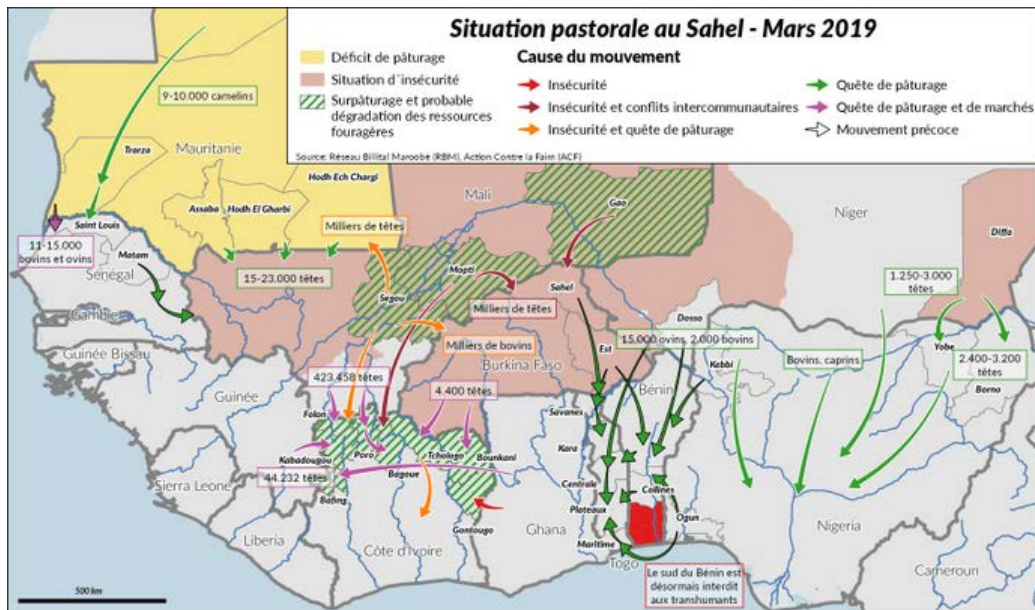 Situation pastorale au Sahel - Mars 2019
Déficit de pâturage
Situation d´insécurité
Surpâturage et probable
dégradation des ressources
fouragères
Cause du mouvement
Insécurité
Insécurité et conflits intercommunautaires
Insécurité et quête de pâturage
Quête de pâturage
Quête de pâturage et de marchés
Mouvement précoce
Source: Réseau Billital Maroobe (RBM), Action Contre la Faim (ACF)
9-10.000 camelins
Trarza
Mauritanie
Hodh Ech Chargi
Assaba
Hodh El Gharbi
Mali
Gao
Niger
Diffa
Saint Louis
Milliers de têtes
11-15.000
bovins et ovins
Matam
Sénégal
15-23.000 têtes
Mopti
Segou
Sahel
1.250-3.000
têtes
Gambie
Milliers de têtes
Dosso
15.000 ovins, 2.000 bovins
Milliers de bovins
Est
Yobe
Guinée Bissau
Burkina Faso
Bénin
Kebbi
Bovins, caprins
2.400-3.200
têtes
Borno
Guinée
423.458 têtes
4.400 têtes
Folon
Savanes
Kabadougou
Poro
Bagoue
Tchologo
Bounkani
Kara
44.232 têtes
Sierra Leone
Bafing
Centrale
Collines
Plateaux
Ogun
Gontougo
Ghana
Nigeria
Liberia
Côte d'Ivoire
Maritime
Togo
Cameroun
Le sud du Bénin est
désormais interdit
aux transhumants
500 km